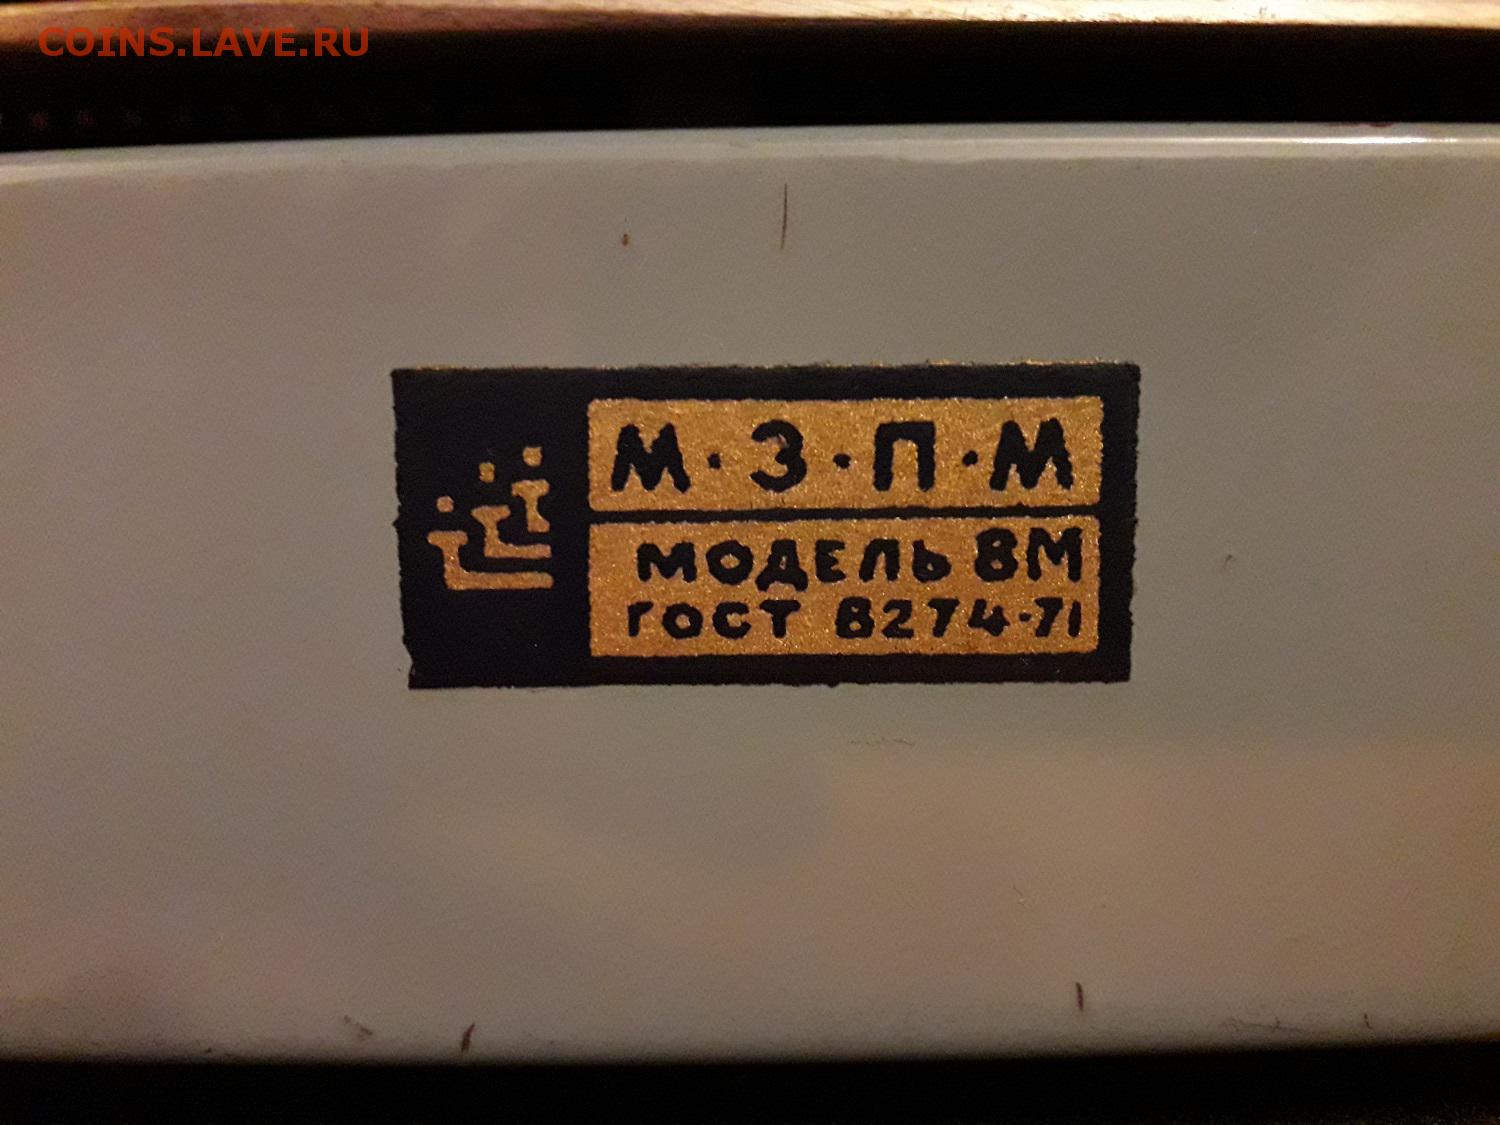 COINS.LAVE.RU
М·З·П·М
МОДЕЛЬ 8М
ГОСТ 8274-71